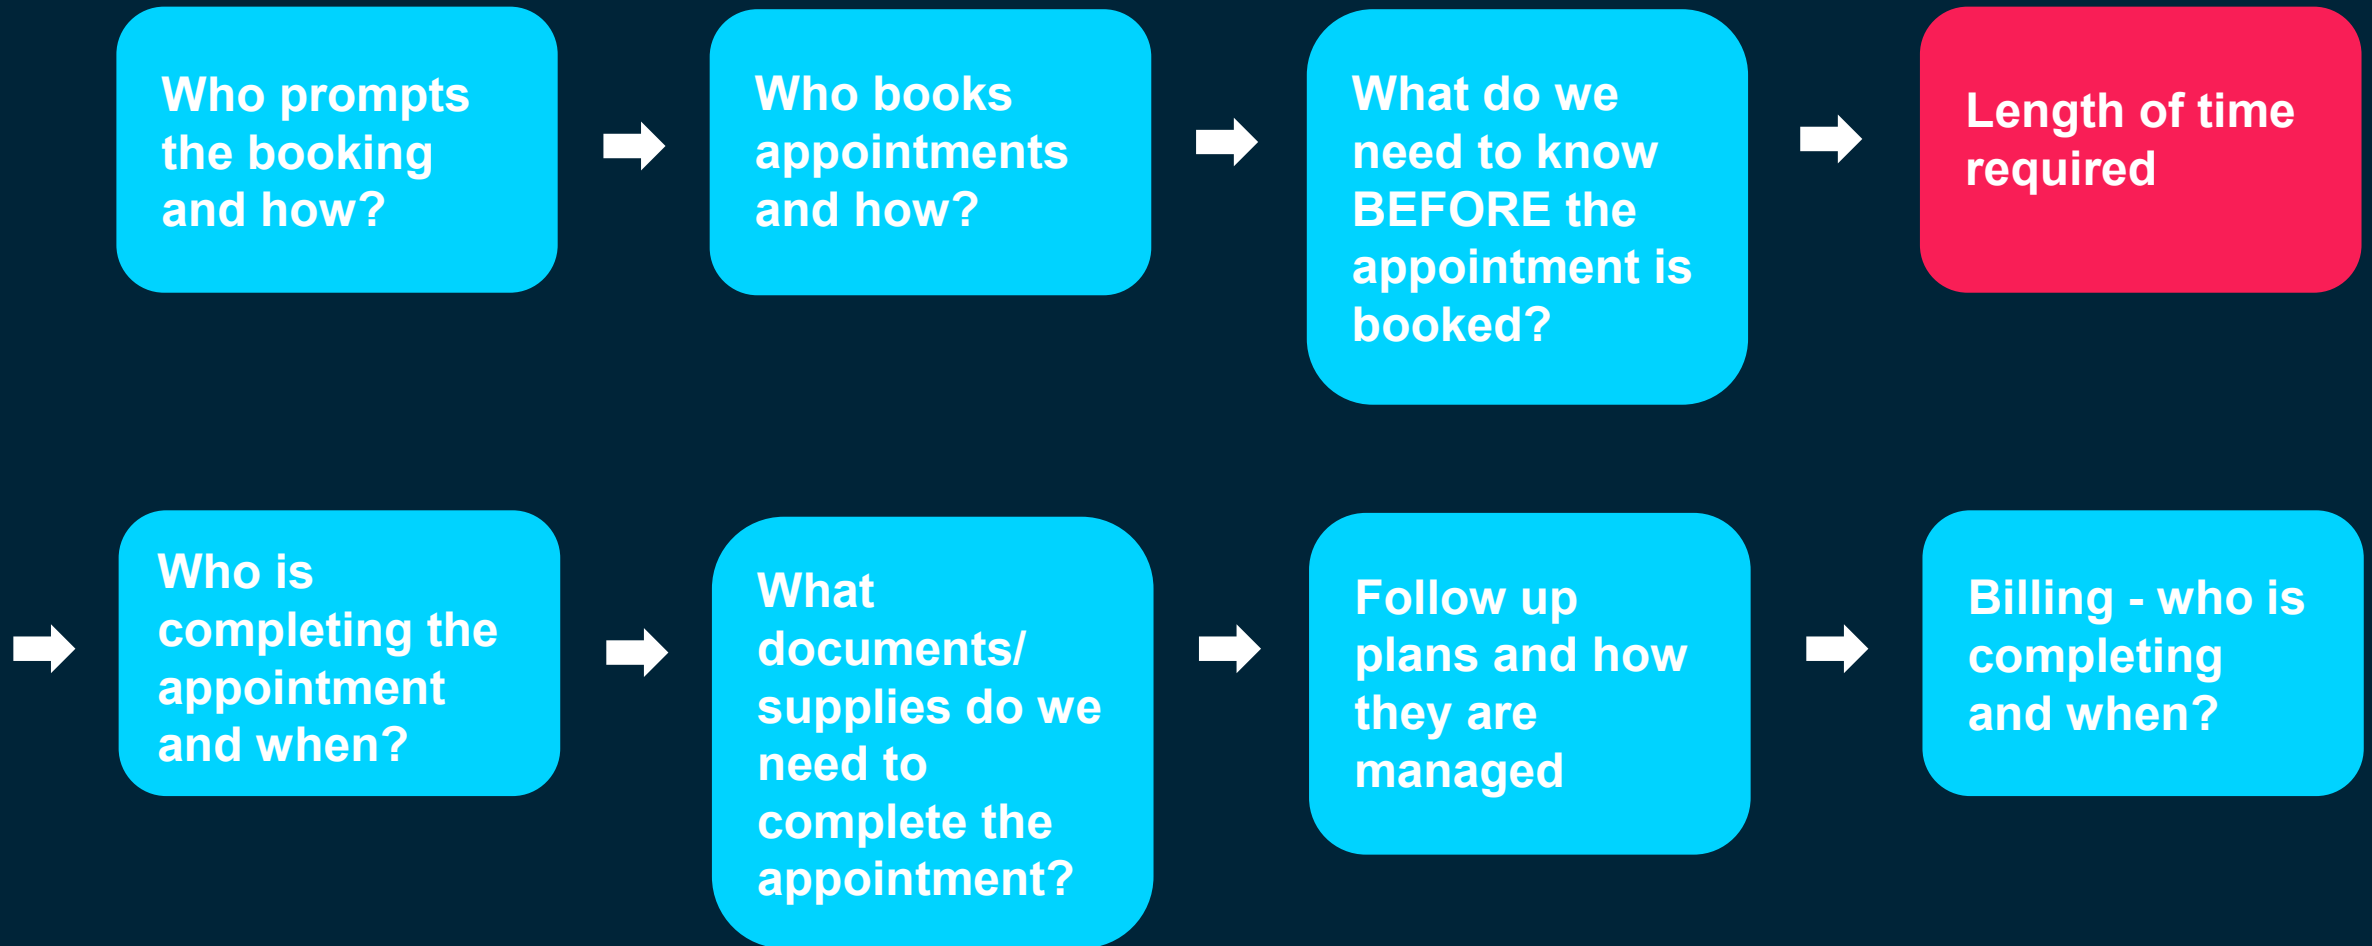 Who prompts
the booking
and how?
Who books
appointments
and how?
What do we
need to know
BEFORE the
appointment is
booked?
Length of time
required
Who is
completing the
appointment
and when?
What
documents/
supplies do we
need to
complete the
appointment?
Follow up
plans and how
they are
managed
Billing - who is
completing
and when?